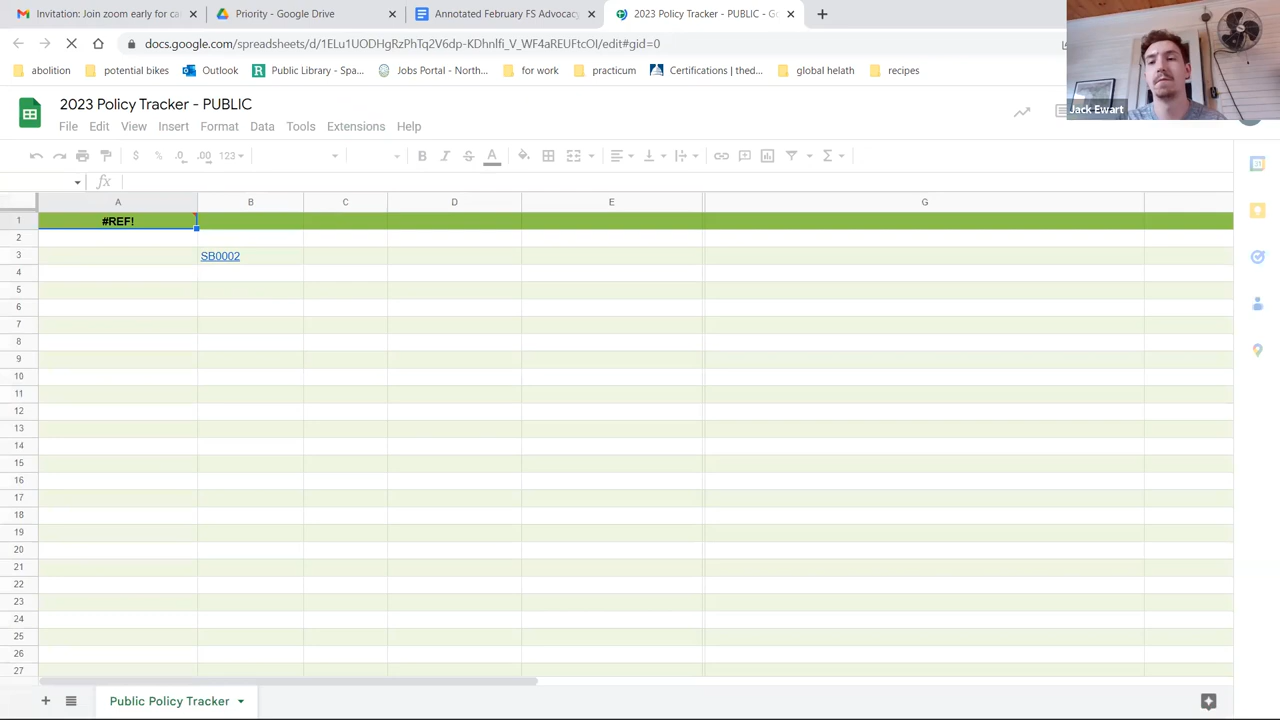 Invitation: Join zoom early for ca
Priority - Google Drive
Annotated February FS Advocacy
2023 Policy Tracker - PUBLIC - Go
docs.google.com/spreadsheets/d/1ELu1UODHgRzPhTq2V6dp-KDhnlfi_V_WF4aREUFtcOI/edit#gid=0
abolition
potential bikes
Outlook
Public Library - Spa...
Jobs Portal - North...
for work
practicum
Certifications | thed...
global helath
recipes
Jack Ewart
2023 Policy Tracker - PUBLIC
File Edit View Insert Format Data Tools Extensions Help
$ % .0 .00 123
B I S A
fx
A B C D E G
1 #REF!
2
3 SB0002
4
5
6
7
8
9
10
11
12
13
14
15
16
17
18
19
20
21
22
23
24
25
26
27
Public Policy Tracker